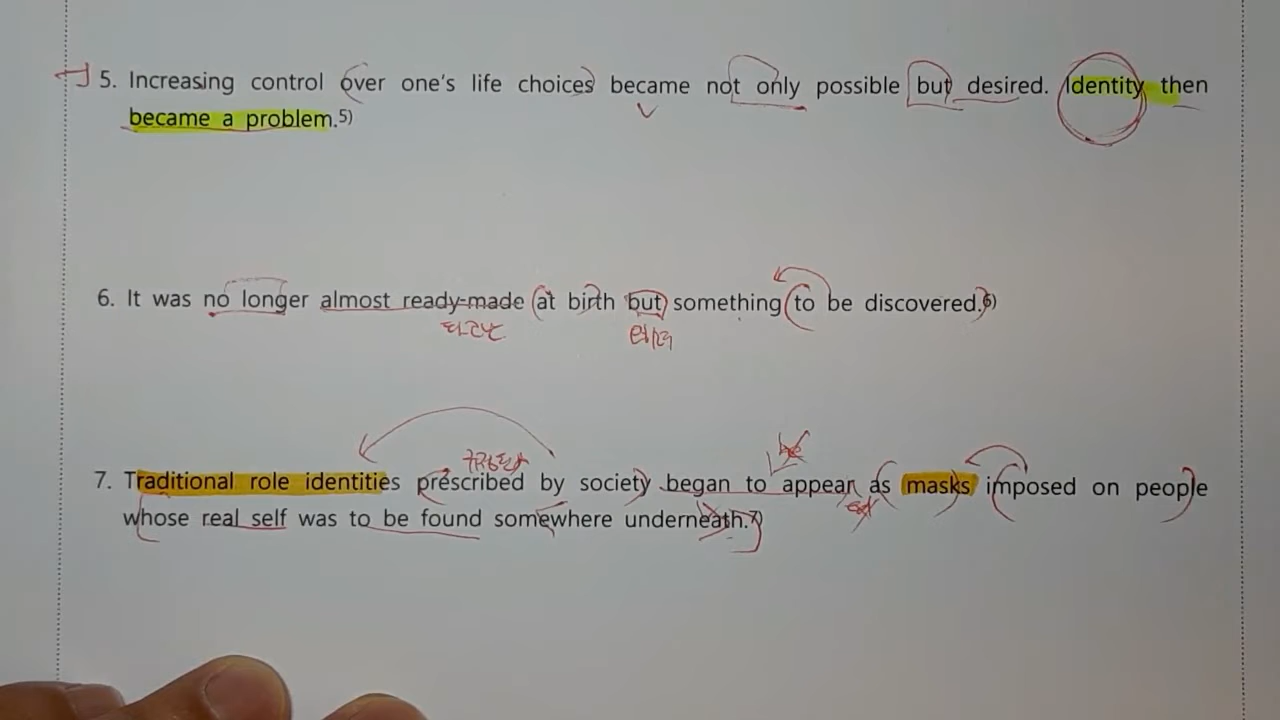 5. Increasing control over one's life choices became not only possible but desired. Identity then
became a problem.5)
6. It was no longer almost ready-made at birth but something to be discovered.6)
타고난
7. Traditional role identities prescribed by society began to appear as masks imposed on people
whose real self was to be found somewhere underneath.7)